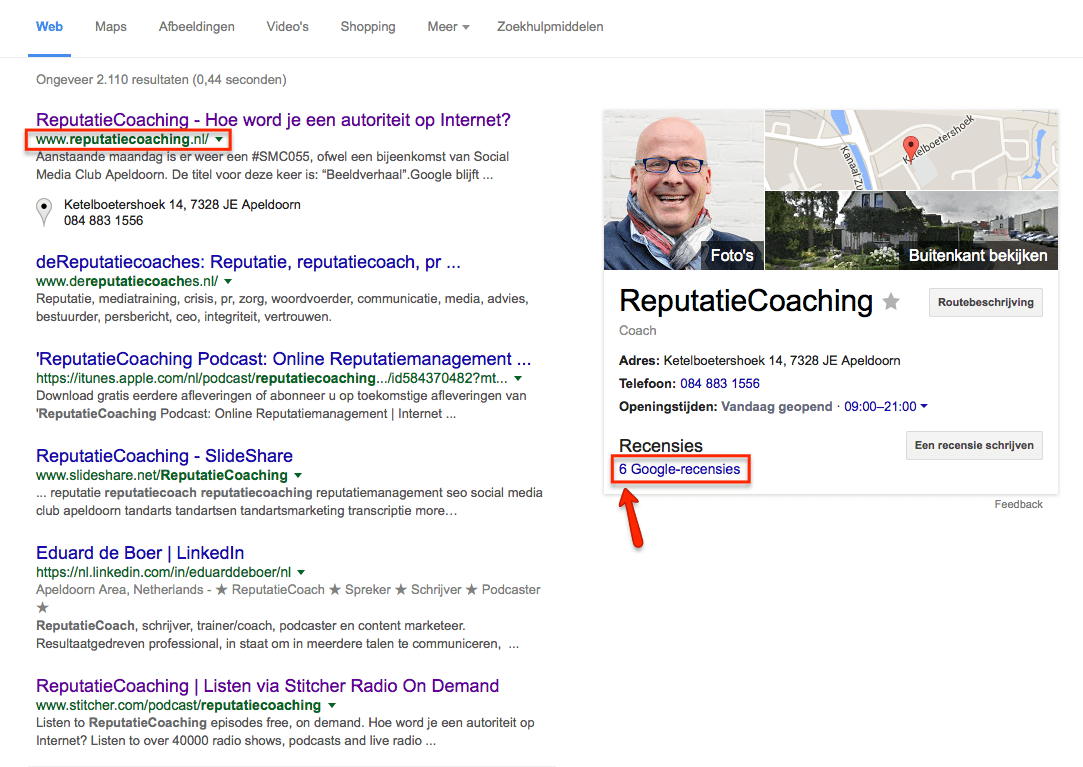 Web Maps Afbeeldingen Video's Shopping Meer Zoekhulpmiddelen
Ongeveer 2.110 resultaten (0,44 seconden)
ReputatieCoaching - Hoe word je een autoriteit op Internet?
www.reputatiecoaching.nl/
Aanstaande maandag is er weer een #SMC055, ofwel een bijeenkomst van Social
Media Club Apeldoorn. De titel voor deze keer is: “Beeldverhaal”.Google blijft ...
Ketelboetershoek 14, 7328 JE Apeldoorn
084 883 1556
deReputatiecoaches: Reputatie, reputatiecoach, pr ...
www.dereputatiecoaches.nl/
Reputatie, mediatraining, crisis, pr, zorg, woordvoerder, communicatie, media, advies,
bestuurder, persbericht, ceo, integriteit, vertrouwen.
'ReputatieCoaching Podcast: Online Reputatiemanagement ...
https://itunes.apple.com/nl/podcast/reputatiecoaching.../id584370482?mt...
Download gratis eerdere afleveringen of abonneer u op toekomstige afleveringen van
'ReputatieCoaching Podcast: Online Reputatiemanagement | Internet ...
ReputatieCoaching - SlideShare
www.slideshare.net/ReputatieCoaching
... reputatie reputatiecoach reputatiecoaching reputatiemanagement seo social media
club apeldoorn tandarts tandartsen tandartsmarketing transcriptie more…
Eduard de Boer | LinkedIn
https://nl.linkedin.com/in/eduarddeboer/nl
Apeldoorn Area, Netherlands - ★ ReputatieCoach ★ Spreker ★ Schrijver ★ Podcaster
★
ReputatieCoach, schrijver, trainer/coach, podcaster en content marketeer.
Resultaatgedreven professional, in staat om in meerdere talen te communiceren, ...
ReputatieCoaching | Listen via Stitcher Radio On Demand
www.stitcher.com/podcast/reputatiecoaching
Listen to ReputatieCoaching episodes free, on demand. Hoe word je een autoriteit op
Internet? Listen to over 40000 radio shows, podcasts and live radio ...
Kanaal Zu
Ketelboetershoek
Foto's
Buitenkant bekijken
ReputatieCoaching
Routebeschrijving
Coach
Adres: Ketelboetershoek 14, 7328 JE Apeldoorn
Telefoon: 084 883 1556
Openingstijden: Vandaag geopend · 09:00–21:00
Recensies
Een recensie schrijven
6 Google-recensies
Feedback